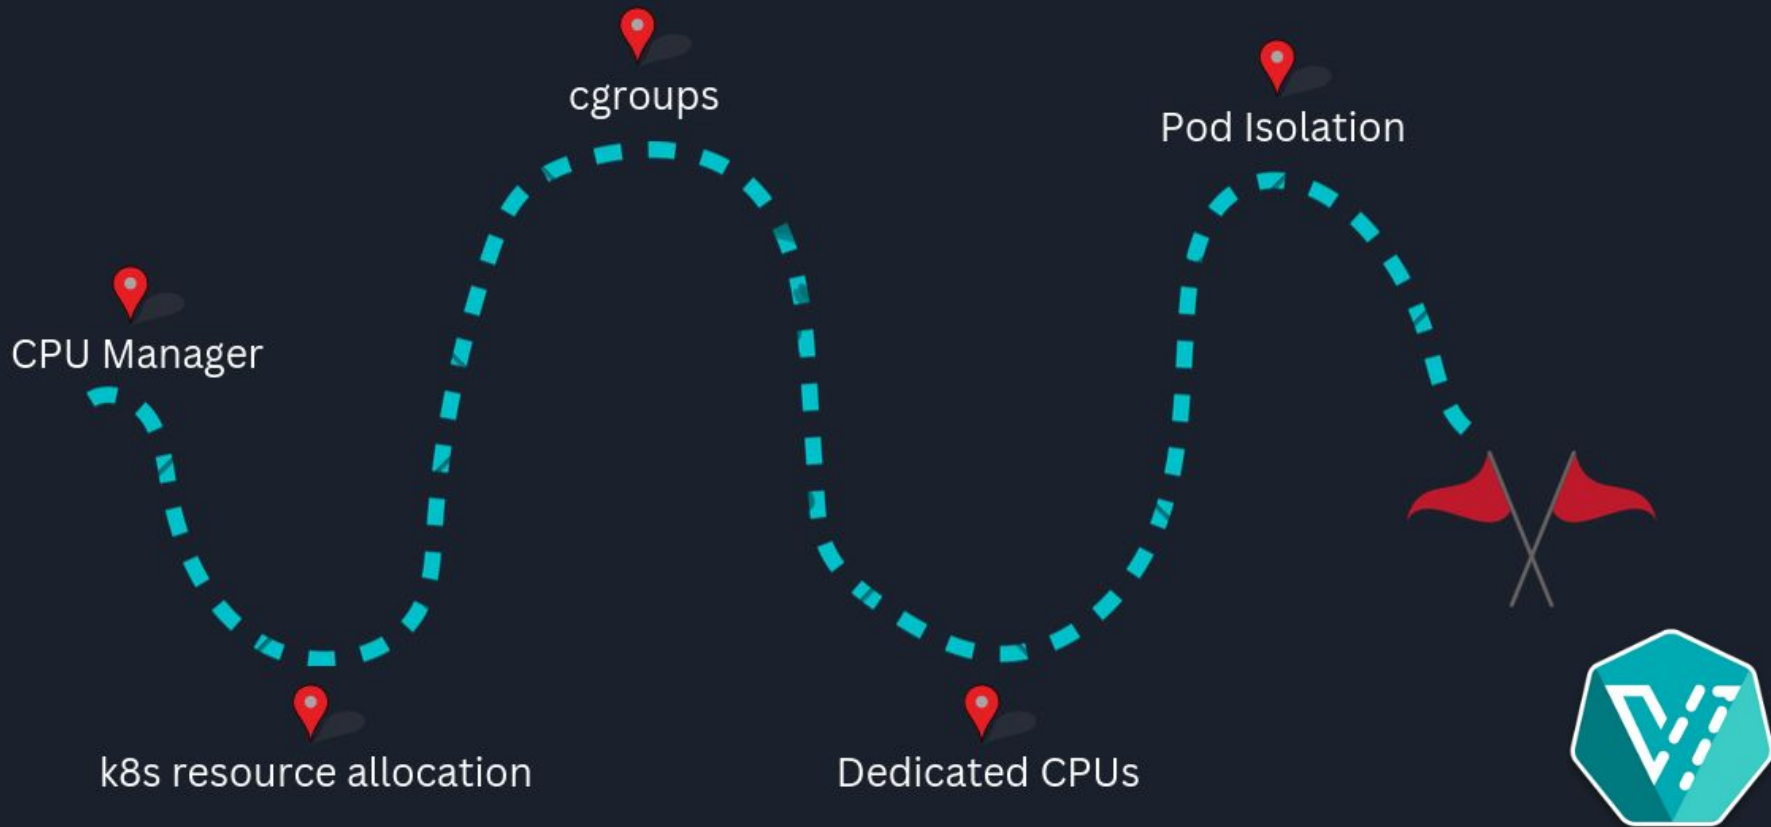 CPU Manager
k8s resource allocation
cgroups
Dedicated CPUs
Pod Isolation